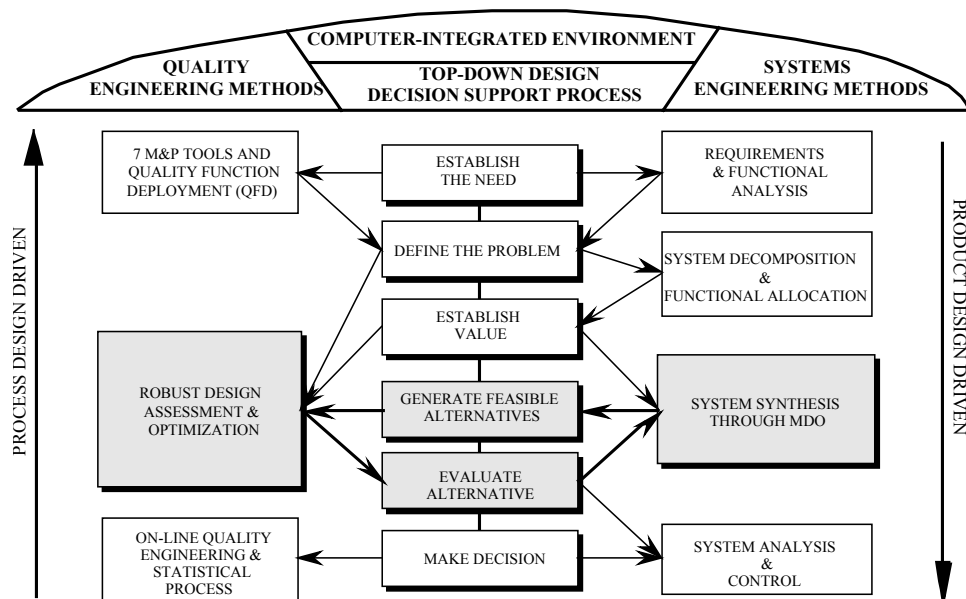 COMPUTER-INTEGRATED ENVIRONMENT
QUALITY
ENGINEERING METHODS
TOP-DOWN DESIGN
DECISION SUPPORT PROCESS
SYSTEMS
ENGINEERING METHODS
PROCESS DESIGN DRIVEN
7 M&P TOOLS AND
QUALITY FUNCTION
DEPLOYMENT (QFD)
ESTABLISH
THE NEED
REQUIREMENTS
& FUNCTIONAL
ANALYSIS
DEFINE THE PROBLEM
SYSTEM DECOMPOSITION
&
FUNCTIONAL ALLOCATION
ESTABLISH
VALUE
ROBUST DESIGN
ASSESSMENT &
OPTIMIZATION
GENERATE FEASIBLE
ALTERNATIVES
SYSTEM SYNTHESIS
THROUGH MDO
EVALUATE
ALTERNATIVE
ON-LINE QUALITY
ENGINEERING &
STATISTICAL
PROCESS
MAKE DECISION
SYSTEM ANALYSIS
&
CONTROL
PRODUCT DESIGN DRIVEN